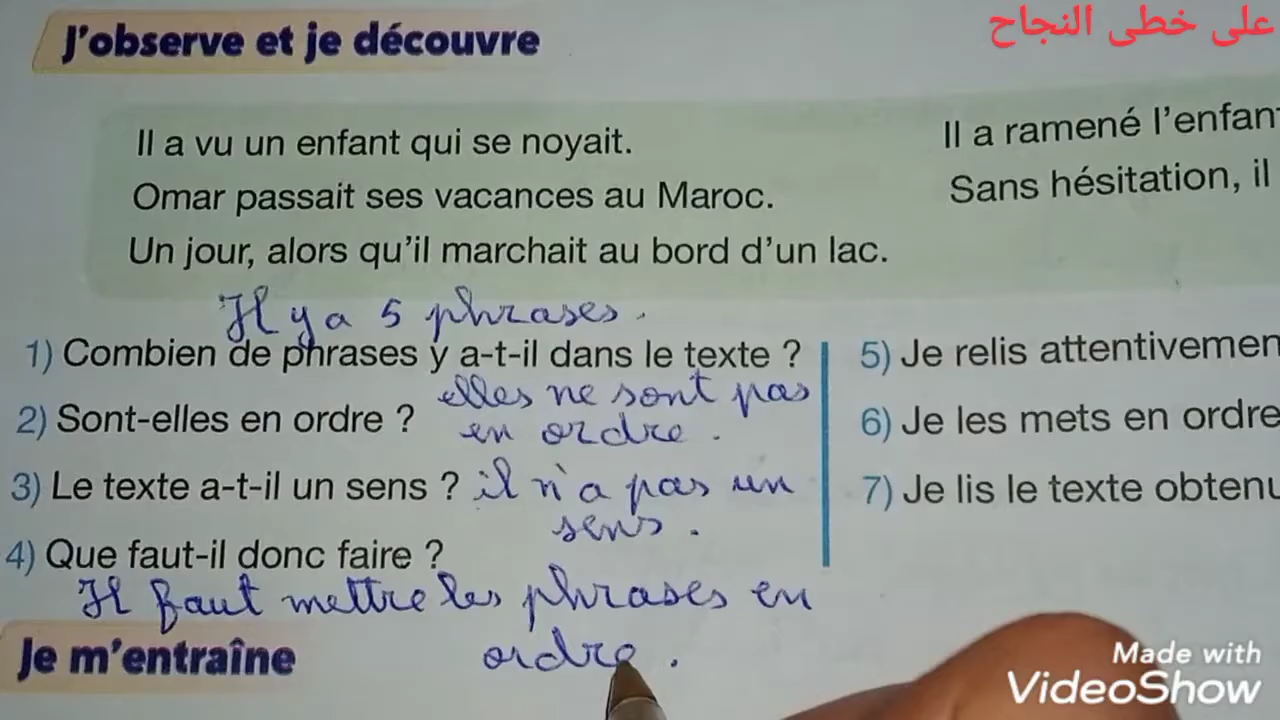 على خطى النجاح
J'observe et je découvre
Il a vu un enfant qui se noyait.
Omar passait ses vacances au Maroc.
Un jour, alors qu'il marchait au bord d'un lac.
Il a ramené l'enfan
Sans hésitation, il
Il y a 5 phrases.
1) Combien de phrases y a-t-il dans le texte ?
elles ne sont pas
2) Sont-elles en ordre ?
en ordre.
3) Le texte a-t-il un sens ? il n'a pas un
sens.
4) Que faut-il donc faire ?
Il faut mettre les phrases en
ordre.
5) Je relis attentivemen
6) Je les mets en ordre
7) Je lis le texte obtenu
Je m'entraîne
Made with
VideoShow